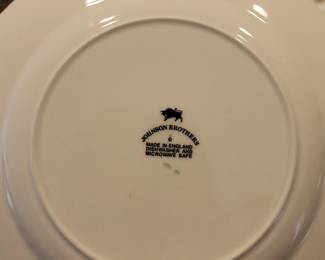 JOHNSON BROTHERS
MADE IN ENGLAND
DISHWASHER AND
MICROWAVE SAFE